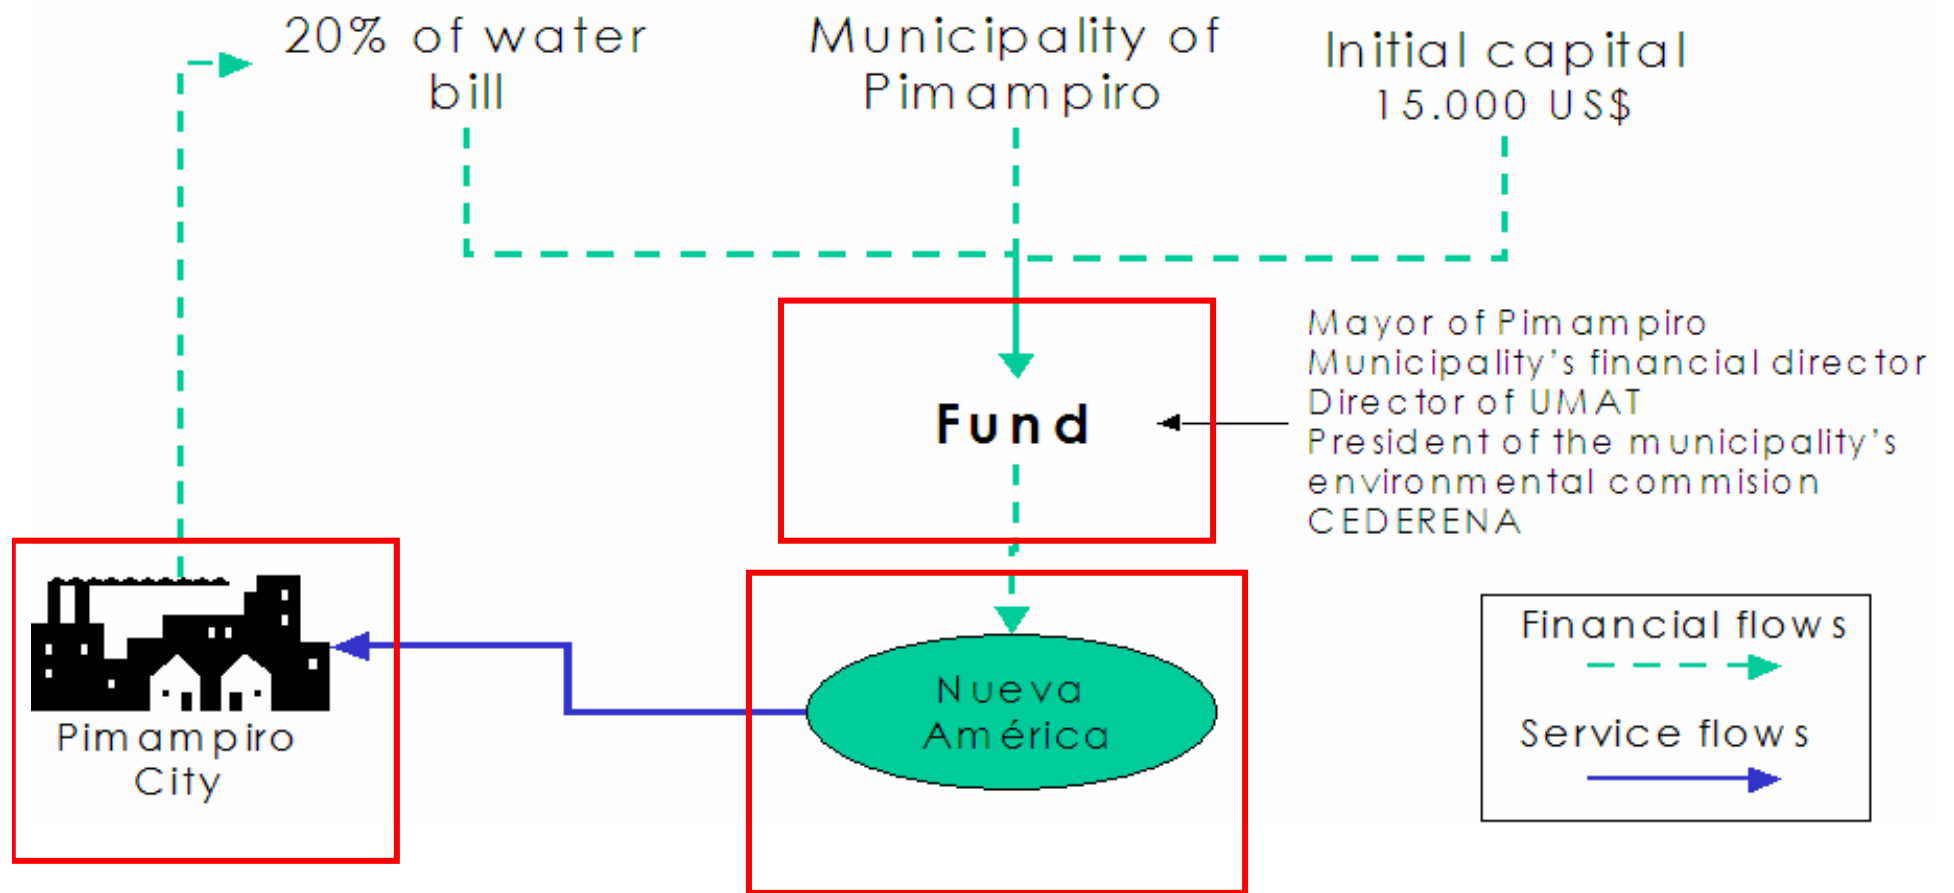 20% of water
bill
Municipality of
Pimampiro
Initial capital
15.000 US$
Fund
Mayor of Pimampiro
Municipality's financial director
Director of UMAT
President of the municipality's
environmental commision
CEDERENA
Pimampiro
City
Nueva
América
Financial flows
Service flows